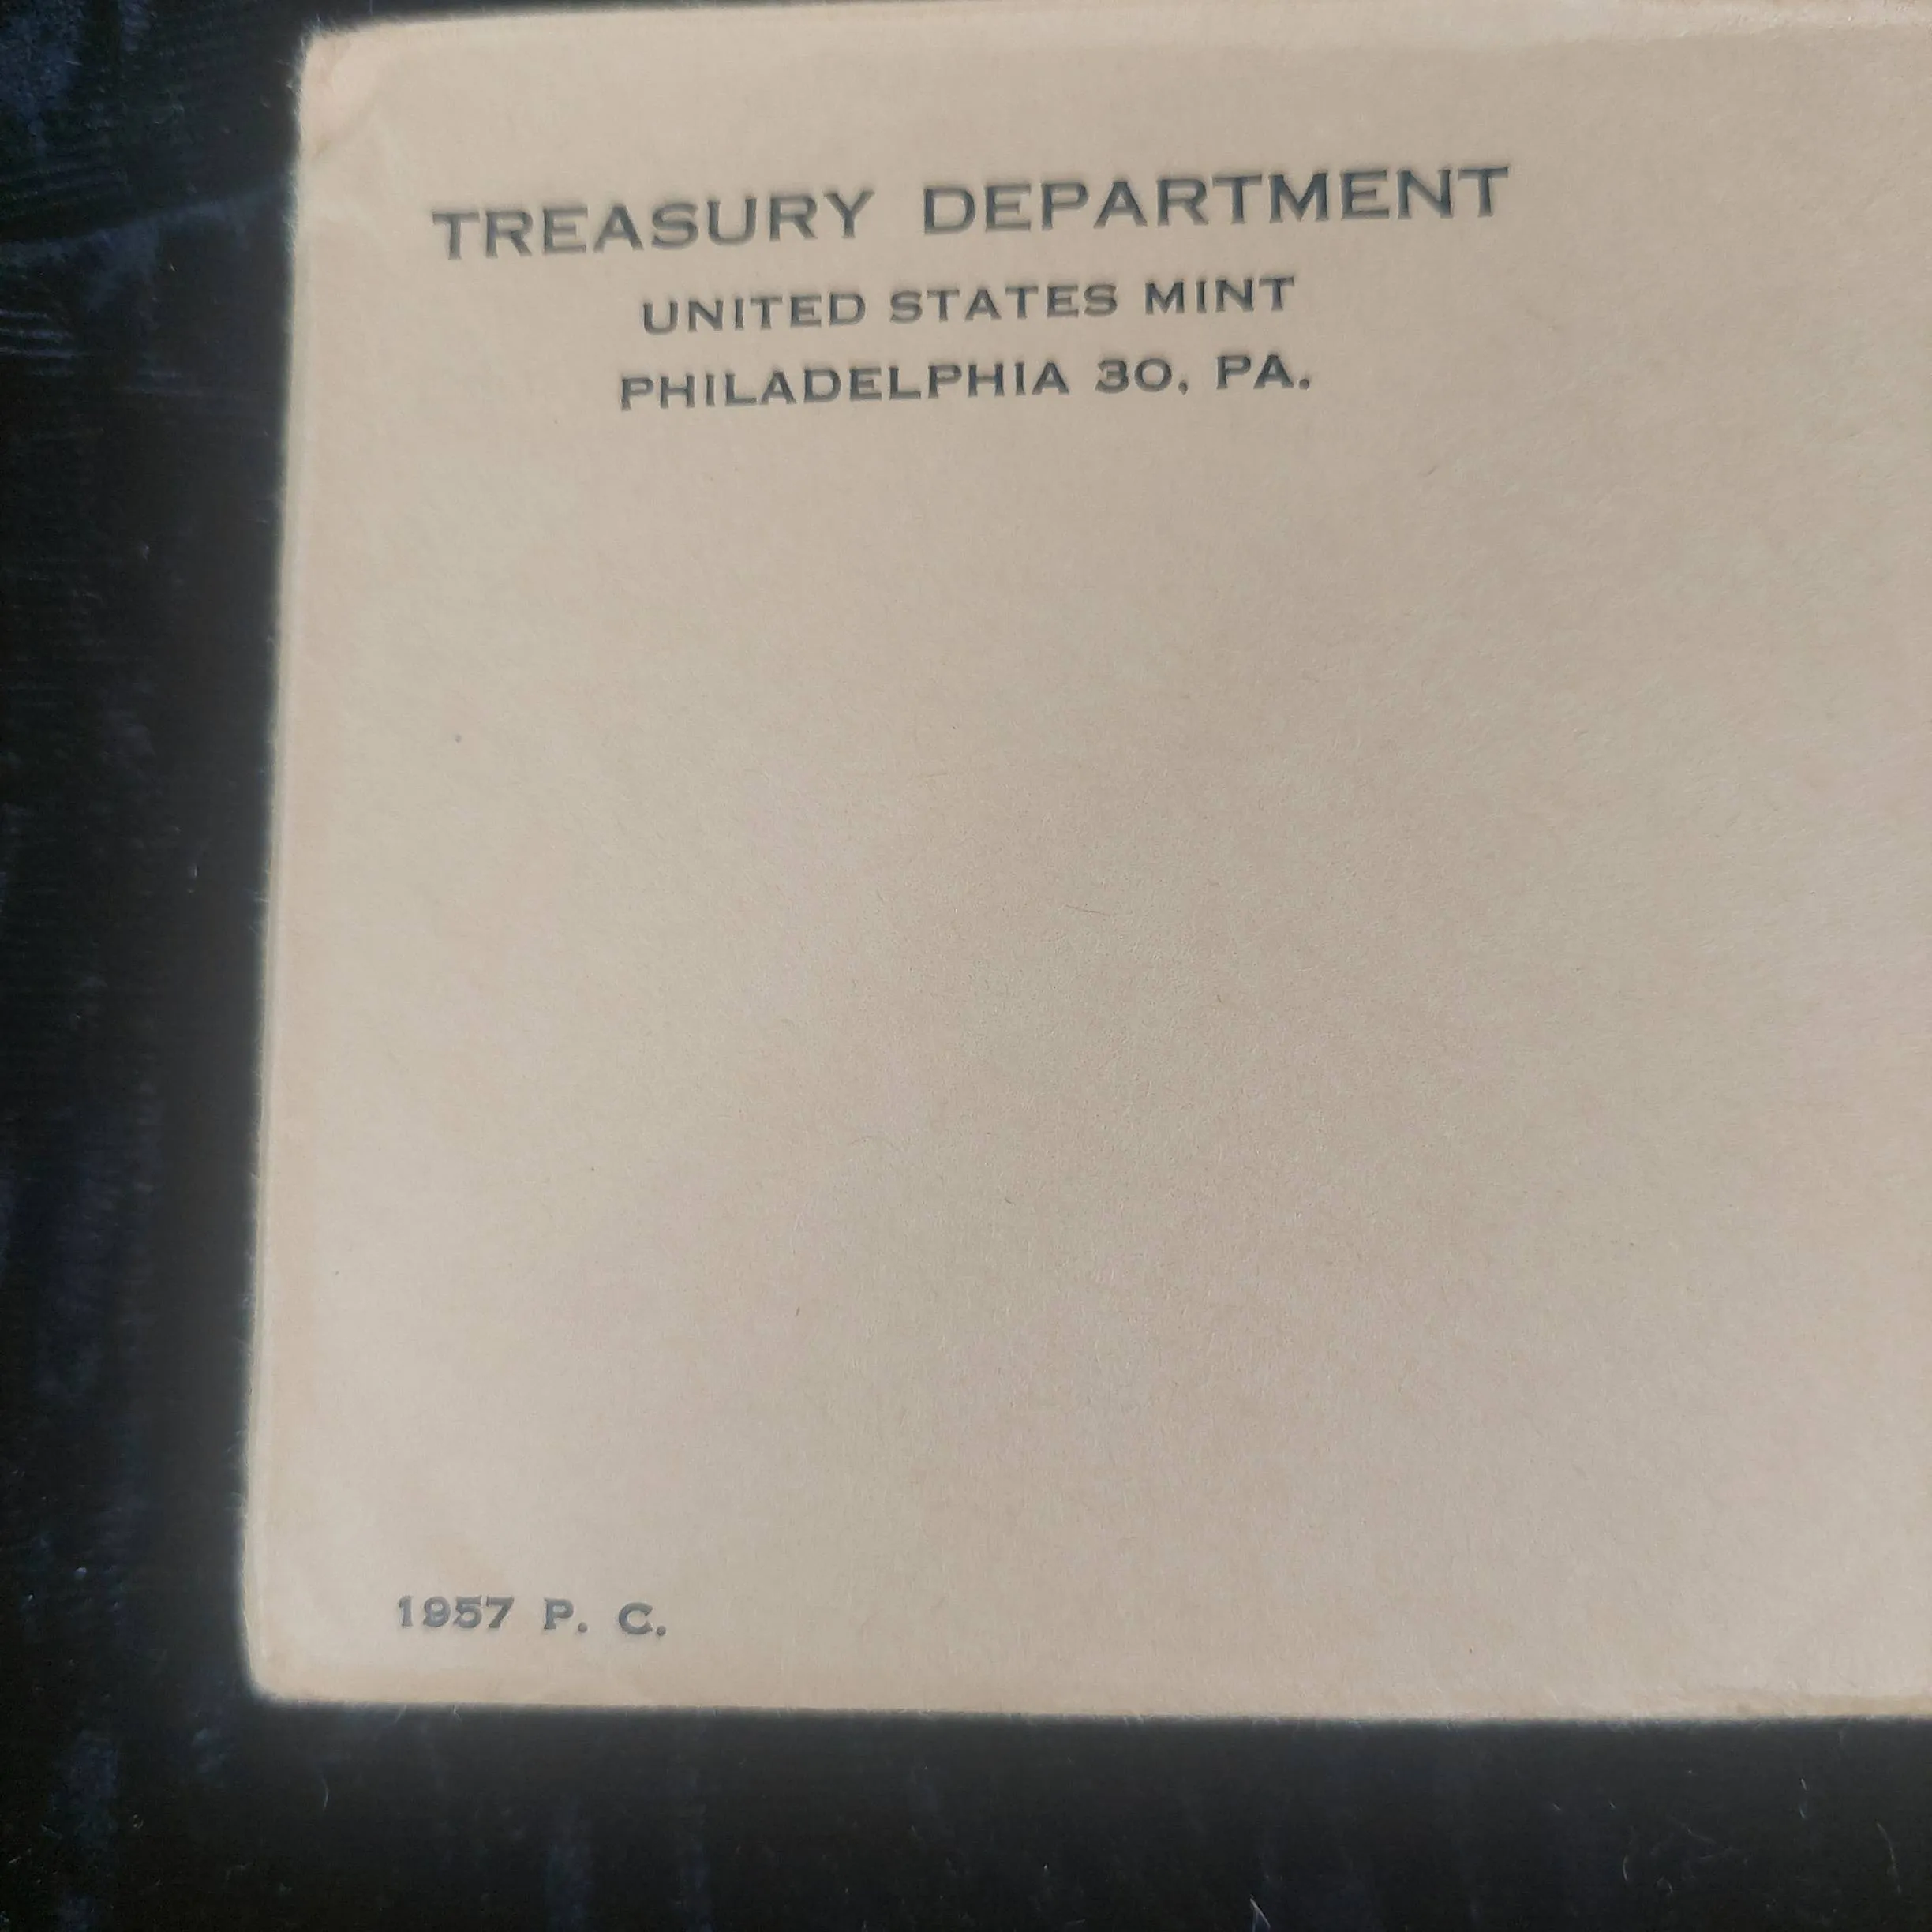 TREASURY DEPARTMENT
UNITED STATES MINT
PHILADELPHIA 30, PA.
1957 P. C.